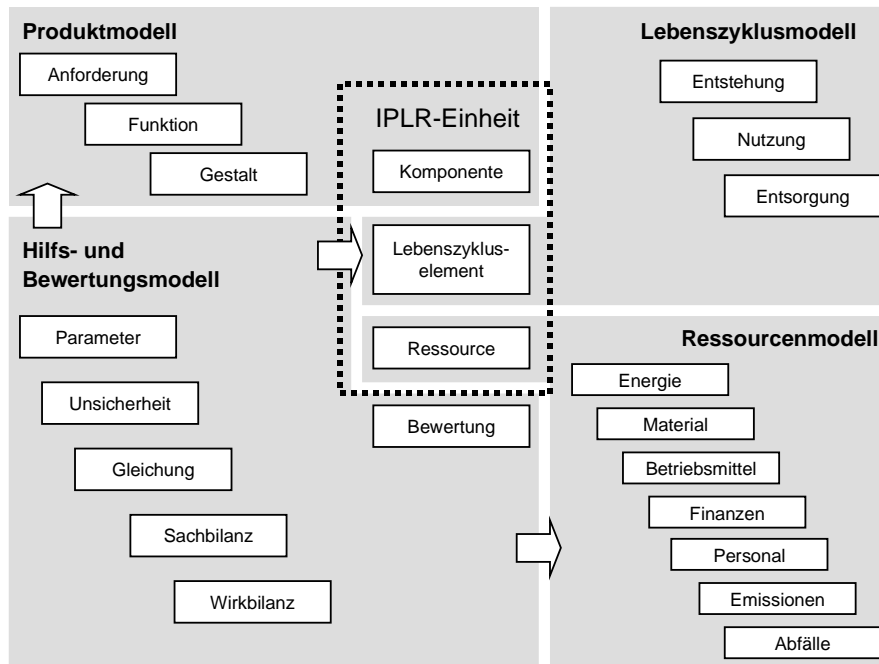 Produktmodell
Anforderung
Funktion
Gestalt
IPLR-Einheit
Komponente
Lebenszyklus-
element
Ressource
Bewertung
Lebenszyklusmodell
Entstehung
Nutzung
Entsorgung
Hilfs- und
Bewertungsmodell
Parameter
Unsicherheit
Gleichung
Sachbilanz
Wirkbilanz
Ressourcenmodell
Energie
Material
Betriebsmittel
Finanzen
Personal
Emissionen
Abfälle